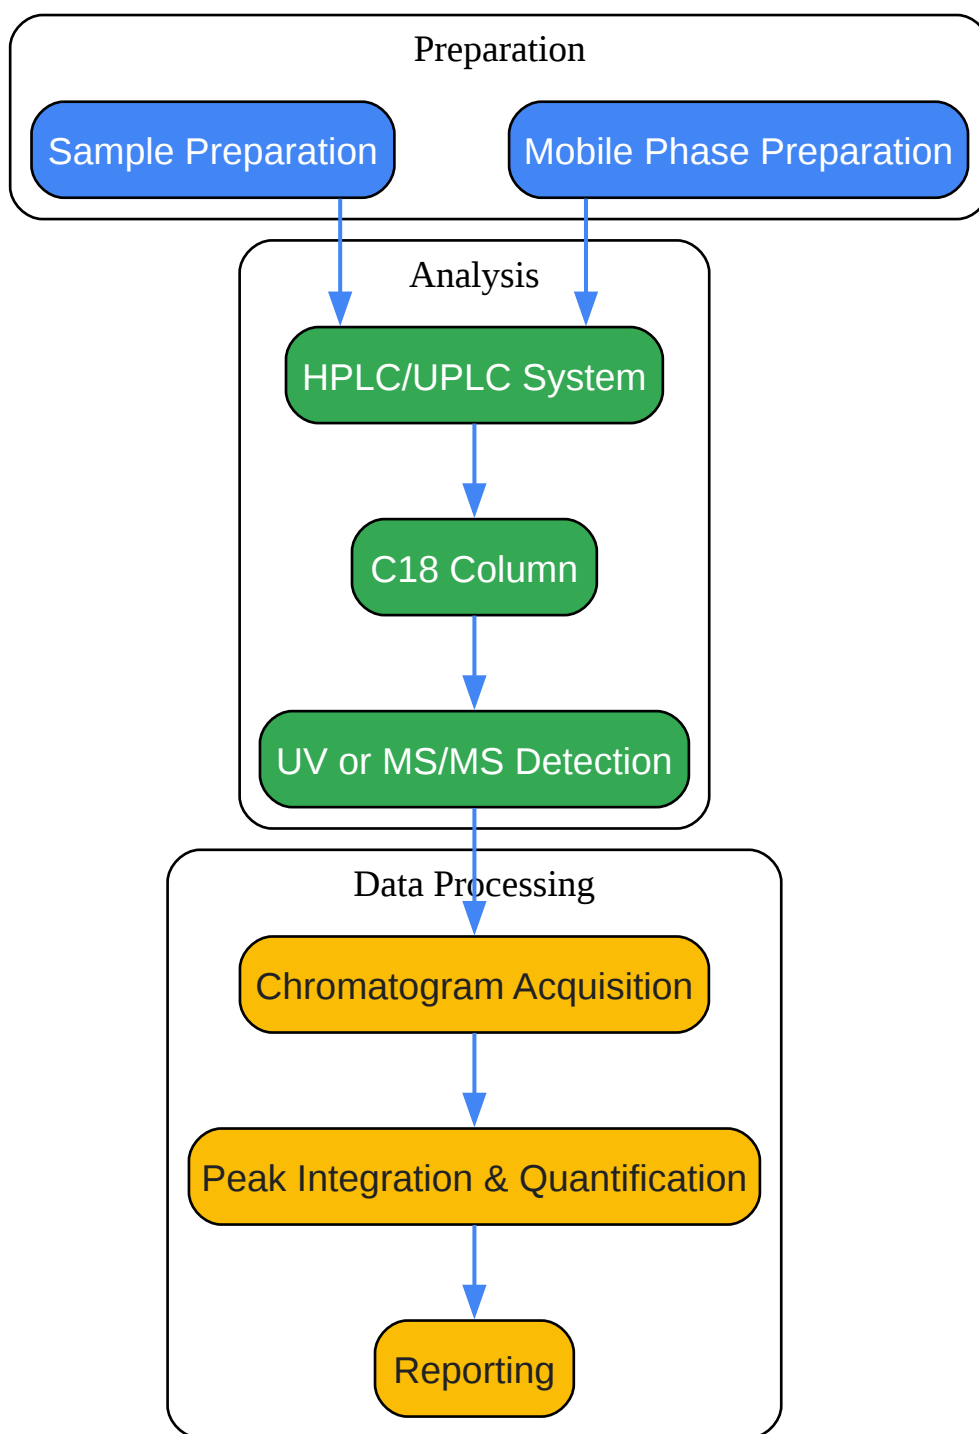 Preparation
Sample Preparation
Mobile Phase Preparation
Analysis
HPLC/UPLC System
C18 Column
UV or MS/MS Detection
Data Processing
Chromatogram Acquisition
Peak Integration & Quantification
Reporting